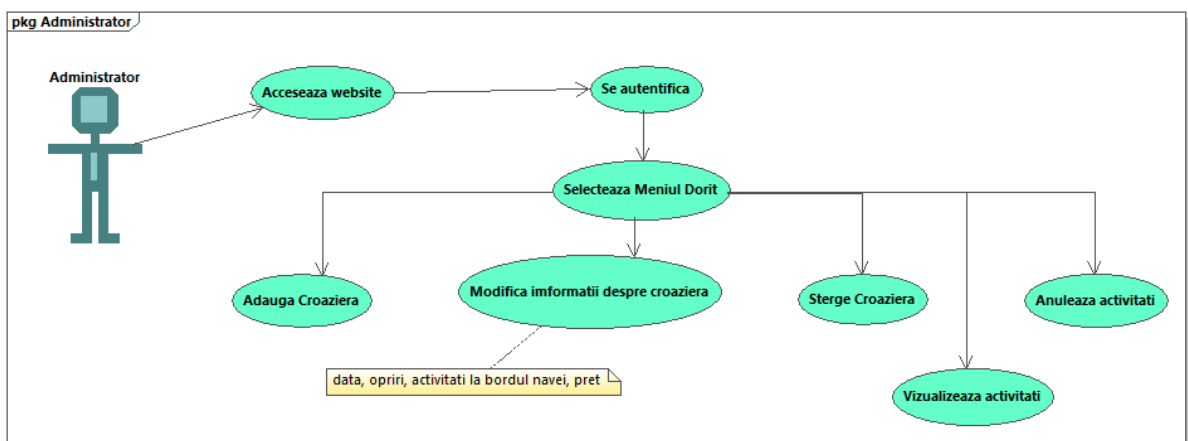 pkg Administrator
Administrator
Acceseaza website
Se autentifica
Selecteaza Meniul Dorit
Adauga Croaziera
Modifica imformatii despre croaziera
Sterge Croaziera
Anuleaza activitati
data, opriri, activitati la bordul navei, pret
Vizualizeaza activitati